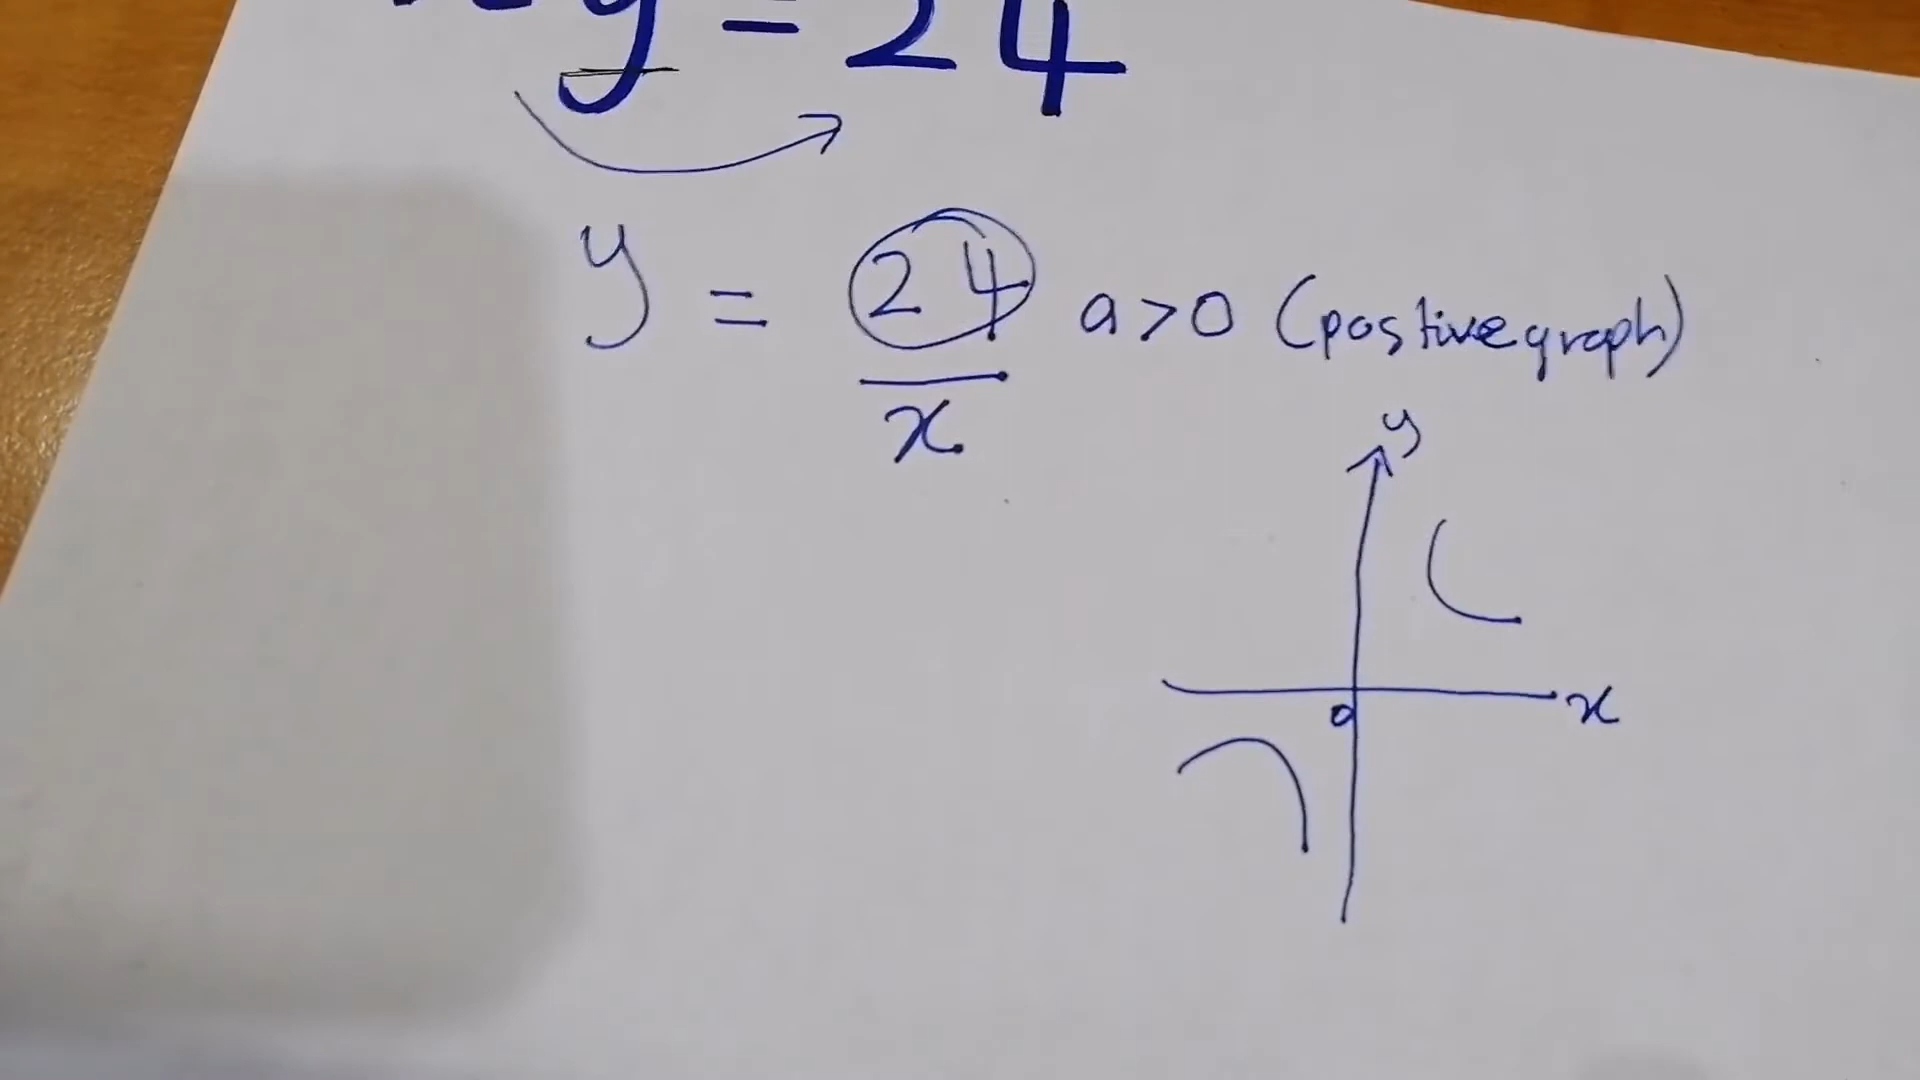 y = 24
y = 24 a>0 (postive graph)
x
y
x
0